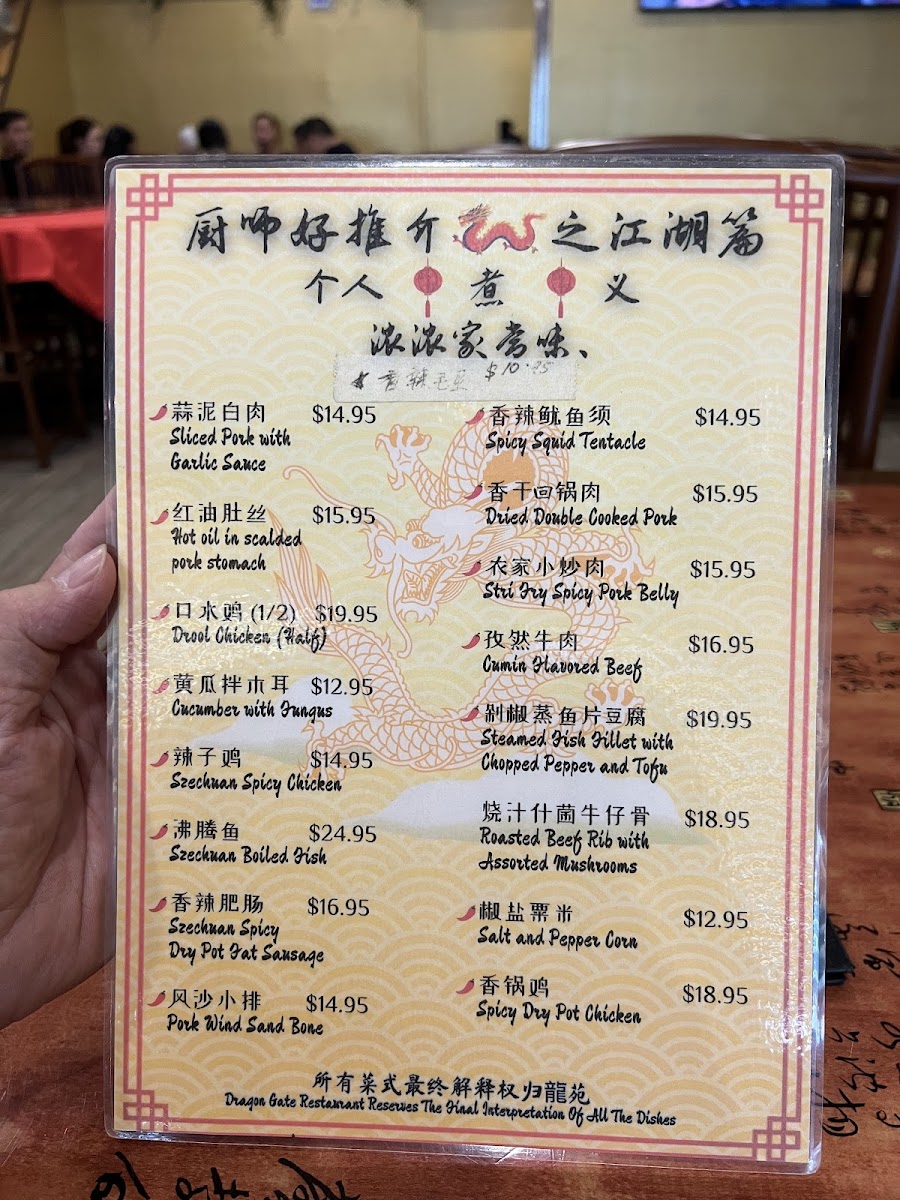 厨师好推介之江湖篇
个人 煮 义
浓浓家常味、
香辣毛豆 $10.95
蒜泥白肉 $14.95
Sliced Pork with
Garlic Sauce
红油肚丝 $15.95
Hot oil in scalded
pork stomach
口水鸡 (1/2) $19.95
Drool Chicken (Half)
黄瓜拌木耳 $12.95
Cucumber with Fungus
辣子鸡 $14.95
Szechuan Spicy Chicken
沸腾鱼 $24.95
Szechuan Boiled Fish
香辣肥肠 $16.95
Szechuan Spicy
Dry Pot Fat Sausage
风沙小排 $14.95
Pork Wind Sand Bone
香辣鱿鱼须 $14.95
Spicy Squid Tentacle
香干回锅肉 $15.95
Dried Double Cooked Pork
农家小炒肉 $15.95
Stri Fry Spicy Pork Belly
孜然牛肉 $16.95
Cumin Flavored Beef
剁椒蒸鱼片豆腐 $19.95
Steamed Fish Fillet with
Chopped Pepper and Tofu
烧汁什菌牛仔骨 $18.95
Roasted Beef Rib with
Assorted Mushrooms
椒盐粟米 $12.95
Salt and Pepper Corn
香锅鸡 $18.95
Spicy Dry Pot Chicken
所有菜式最终解释权归龍苑
Dragon Gate Restaurant Reserves The Final Interpretation Of All The Dishes